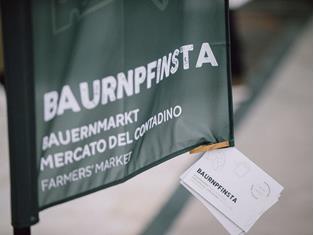 BAURNPFINSTA
BAUERNMARKT
MERCATO DEL CONTADINO
FARMERS' MARKET
BAURNPFINSTA